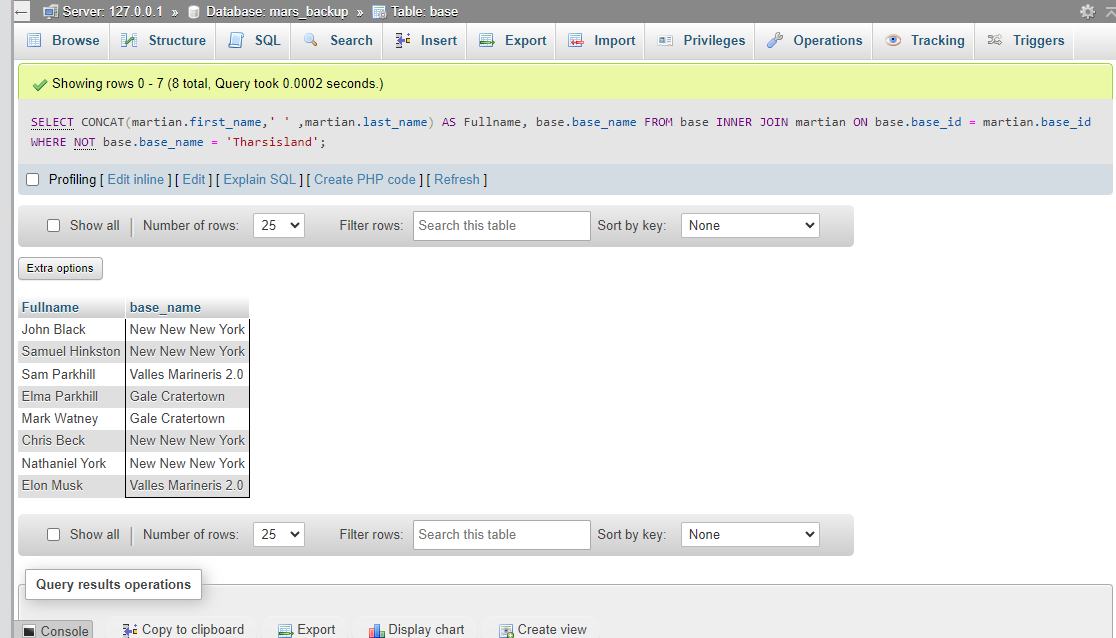 Server: 127.0.0.1 » Database: mars_backup » Table: base
Browse Structure SQL Search Insert Export Import Privileges Operations Tracking Triggers
Showing rows 0 - 7 (8 total, Query took 0.0002 seconds.)
SELECT CONCAT(martian.first_name,' ' ,martian.last_name) AS Fullname, base.base_name FROM base INNER JOIN martian ON base.base_id = martian.base_id
WHERE NOT base.base_name = 'Tharsisland';
Profiling [ Edit inline ] [ Edit ] [ Explain SQL ] [ Create PHP code ] [ Refresh ]
Show all | Number of rows: 25 Filter rows: Search this table Sort by key: None
Extra options
Fullname base_name
John Black New New New York
Samuel Hinkston New New New York
Sam Parkhill Valles Marineris 2.0
Elma Parkhill Gale Cratertown
Mark Watney Gale Cratertown
Chris Beck New New New York
Nathaniel York New New New York
Elon Musk Valles Marineris 2.0
Show all | Number of rows: 25 Filter rows: Search this table Sort by key: None
Query results operations
Console Copy to clipboard Export Display chart Create view